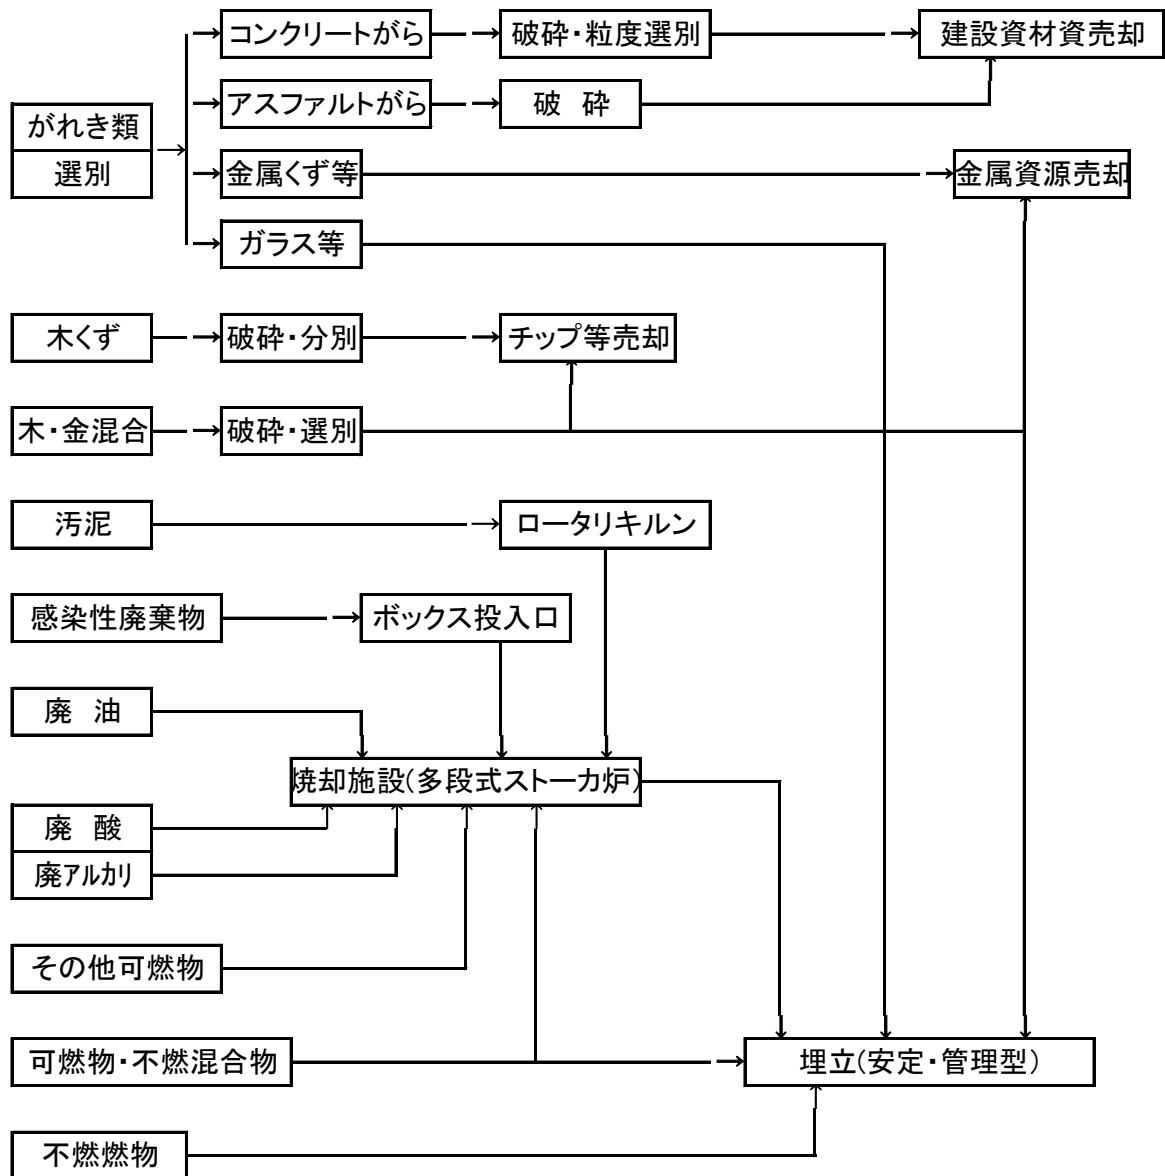 コンクリートがら
破砕・粒度選別
建設資材資売却
アスファルトがら
破 砕
がれき類
選別
金属くず等
金属資源売却
ガラス等
木くず
破砕・分別
チップ等売却
木・金混合
破砕・選別
汚泥
ロータリキルン
感染性廃棄物
ボックス投入口
廃 油
焼却施設(多段式ストーカ炉)
廃 酸
廃アルカリ
その他可燃物
可燃物・不燃混合物
埋立(安定・管理型)
不燃燃物